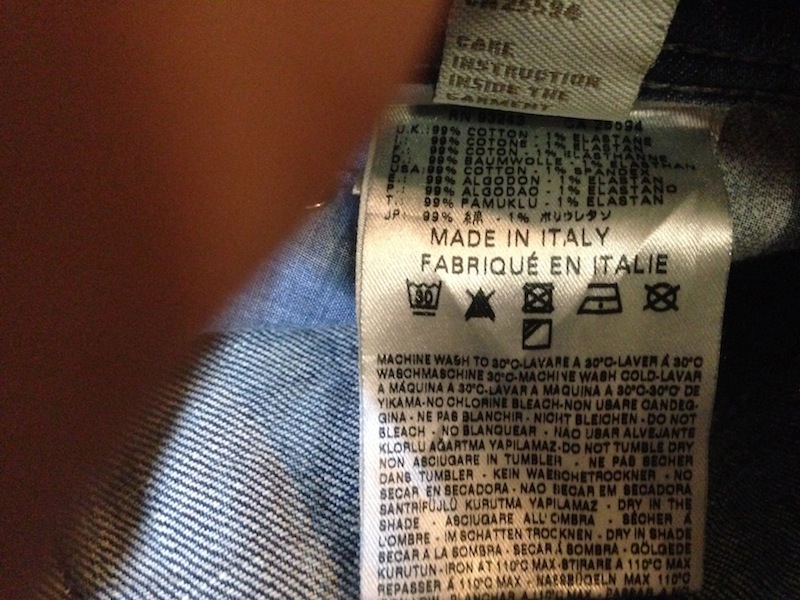 CA25594
CARE
INSTRUCTION
INSIDE THE
GARMENT
CA 25594
U.K.:99% COTTON - 1% ELASTANE
99% COTONE - 1% ELASTAN
99% COTON - 1%
D.: 99% BAUMWOLLE - 1% ELASTHAN
USA:99% COTTON - 1% SPANDEX
99% ALGODON - 1% ELASTAN
P.: 99% ALGODAO - 1% ELASTANO
T.: 99% PAMUKLU - 1% ELASTAN
JP: 99% 綿 - 1% ポリウレタン
MADE IN ITALY
FABRIQUÉ EN ITALIE
30
MACHINE WASH TO 30°C-LAVARE A 30°C-LAVER Á 30°C
WASCHMASCHINE 30°C-MACHINE WASH COLD-LAVAR
A MÁQUINA A 30°C-LAVAR A MAQUINA A 30°C-30°C' DE
YIKAMA-NO CHLORINE BLEACH-NON USARE CANDEG-
GINA - NE PAS BLANCHIR - NICHT BLEICHEN - DO NOT
BLEACH - NO BLANQUEAR - NÃO USAR ALVEJANTE
KLORLU AĞARTMA YAPILAMAZ-DO NOT TUMBLE DRY
NON ASCIUGARE IN TUMBLER - NE PAS SECHER
DANS TUMBLER - KEIN WAEBCHETROCKNER - NO
SECAR EN SECADORA - NAO SECAR EM SECADORA
SANTRIFÜJLÜ KURUTMA YAPILAMAZ - DRY IN THE
SHADE ASCIUGARE ALL'OMBRA - SÉCHER Á
L'OMBRE - IM SCHATTEN TROCKNEN - DRY IN SHADE
SECAR A LA SOMBRA - SECAR Á SOMBRA - GÖLGEDE
KURUTUN-IRON AT 110°C MAX-STIRARE A 110°C MAX
REPASSER Á 110°C MAX - NAFSBÜGELN MAX 110°C